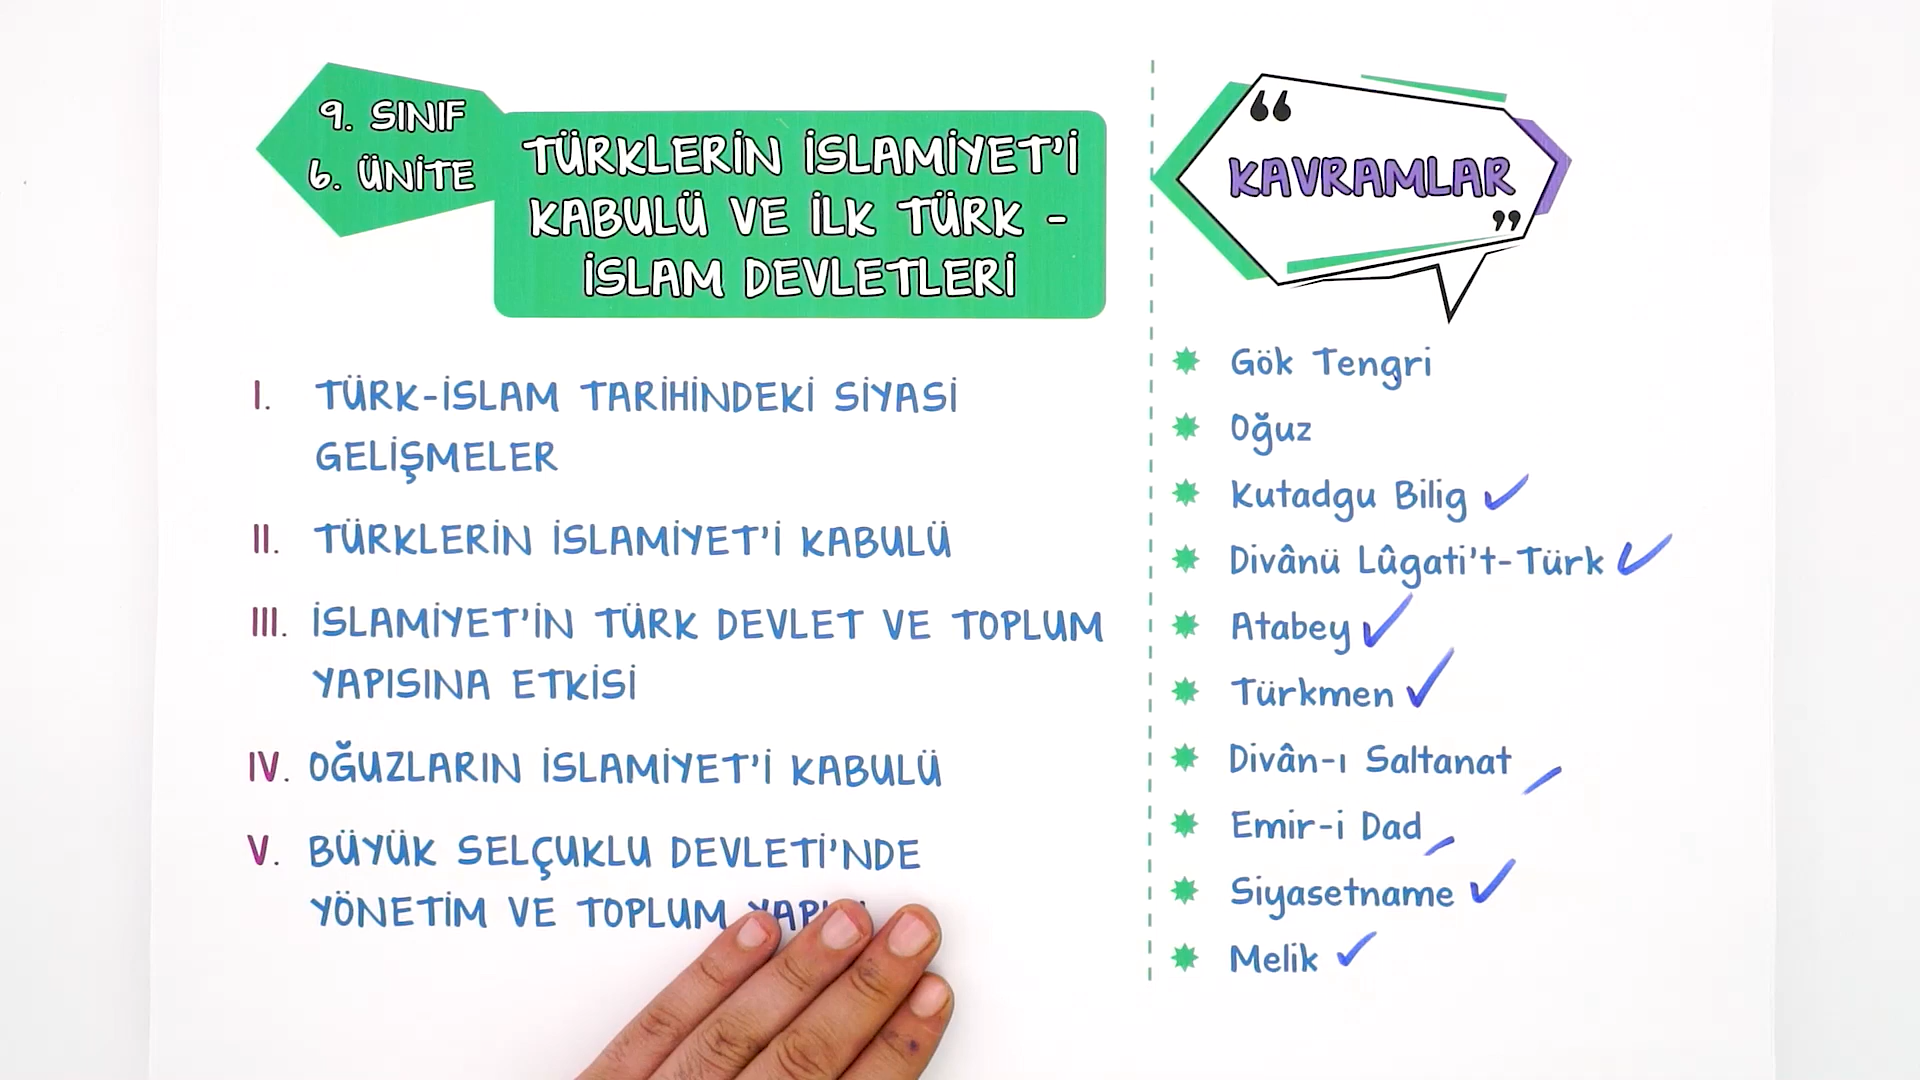 9. SINIF
6. ÜNİTE
TÜRKLERİN İSLAMİYET'İ
KABULÜ VE İLK TÜRK -
İSLAM DEVLETLERİ
I. TÜRK-İSLAM TARİHİNDEKİ SİYASİ
GELİŞMELER
II. TÜRKLERİN İSLAMİYET'İ KABULÜ
III. İSLAMİYET'İN TÜRK DEVLET VE TOPLUM
YAPISINA ETKİSİ
IV. OĞUZLARIN İSLAMİYET'İ KABULÜ
V. BÜYÜK SELÇUKLU DEVLETİ'NDE
YÖNETİM VE TOPLUM
“ KAVRAMLAR ”
Gök Tengri
Oğuz
Kutadgu Bilig
Divânü Lûgati't-Türk
Atabey
Türkmen
Divân-ı Saltanat
Emir-i Dad
Siyasetname
Melik